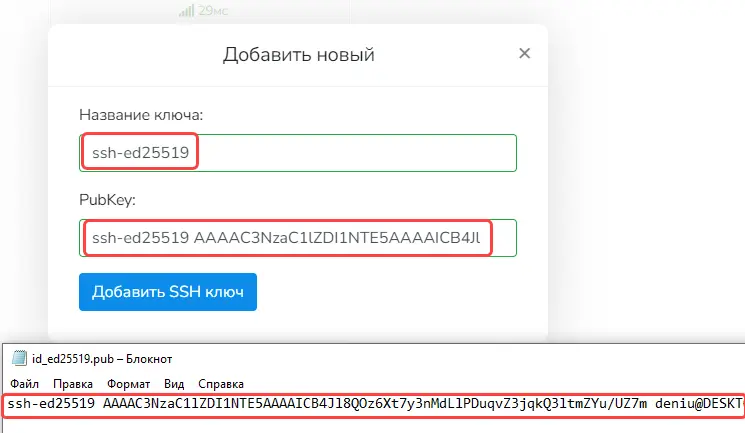 29мс
Добавить новый
×
Название ключа:
ssh-ed25519
PubKey:
ssh-ed25519 AAAAC3NzaC1lZDI1NTE5AAAAICB4Jl
Добавить SSH ключ
id_ed25519.pub – Блокнот
Файл Правка Формат Вид Справка
ssh-ed25519 AAAAC3NzaC1lZDI1NTE5AAAAICB4Jl8QOz6Xt7y3nMdLlPDuqvZ3jqkQ3ltmZYu/UZ7m deniu@DESKT